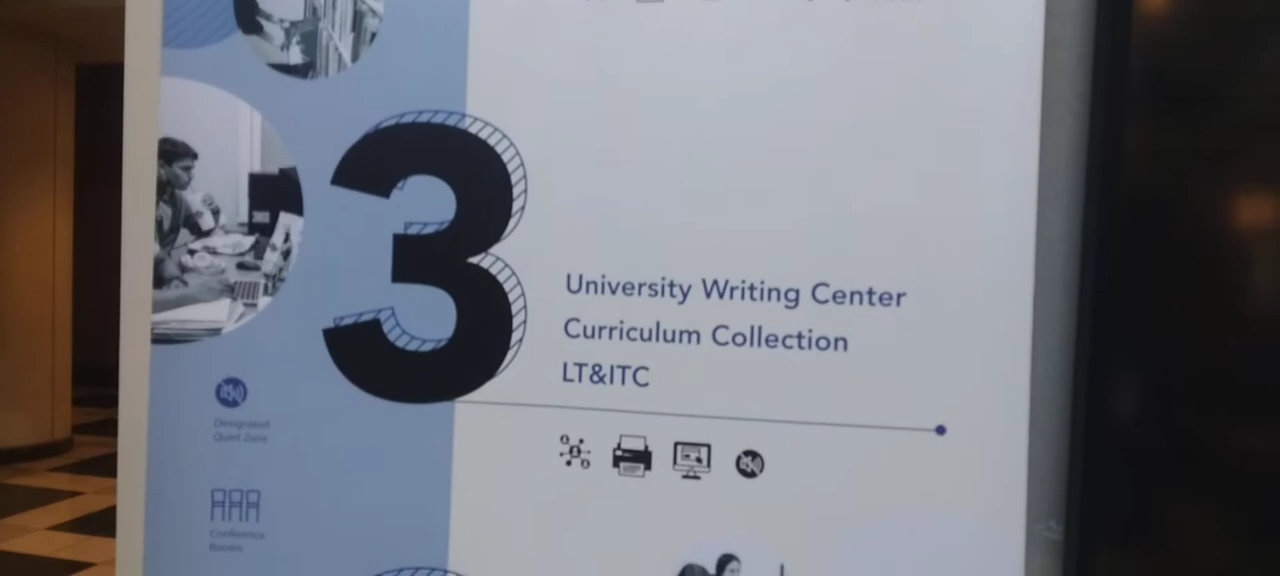 3
University Writing Center
Curriculum Collection
LT&ITC
Designated
Quiet Zone
Conference
Rooms